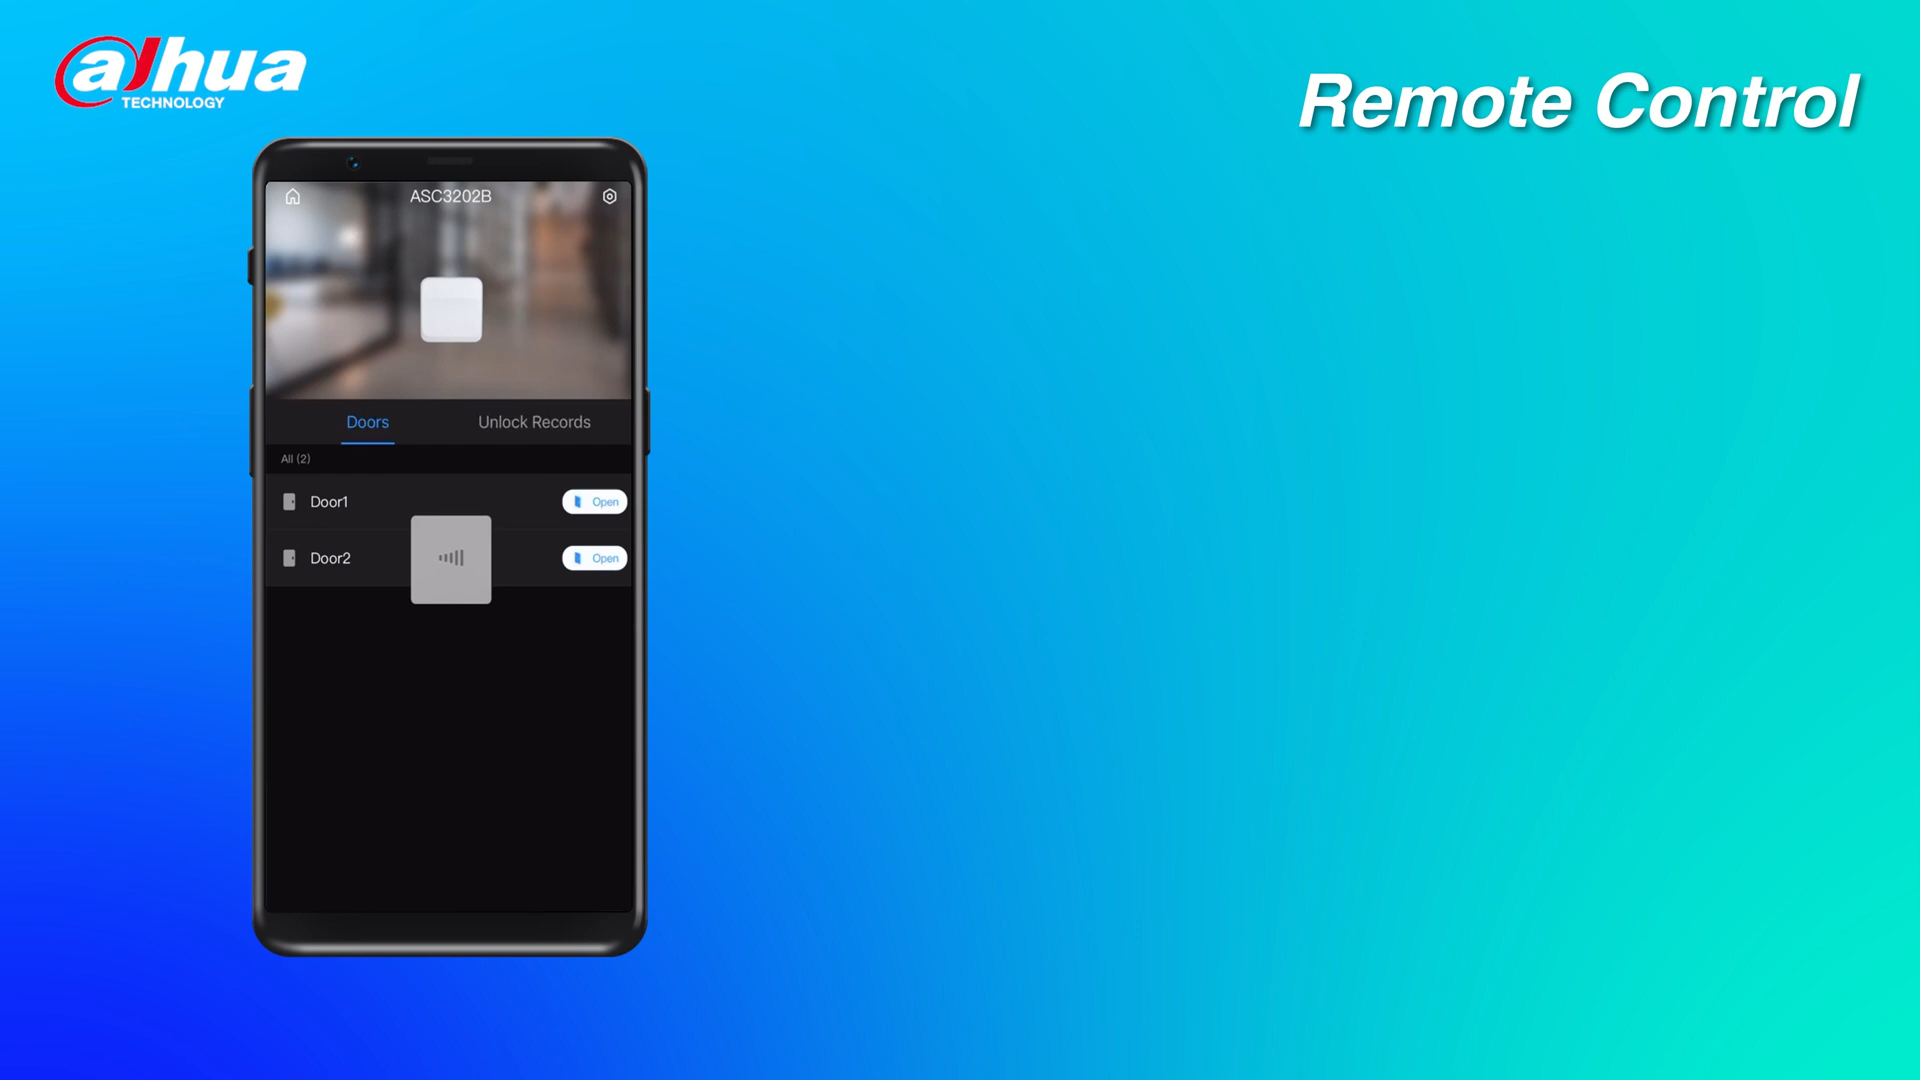 alhua
TECHNOLOGY
Remote Control
ASC3202B
Doors
Unlock Records
All (2)
Door1
Open
Door2
Open